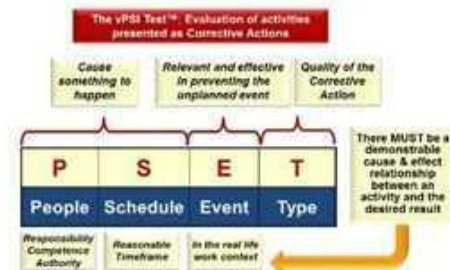 The vPSI Test™: Evaluation of activities
presented as Corrective Actions
Cause
something to
happen
Relevant and effective
in preventing the
unplanned event
Quality of the
Corrective
Action
P S E T
People Schedule Event Type
There MUST be a
demonstrable
cause & effect
relationship
between an
activity and the
desired result
Responsibility
Competence
Authority
Reasonable
Timeframe
In the real life
work context